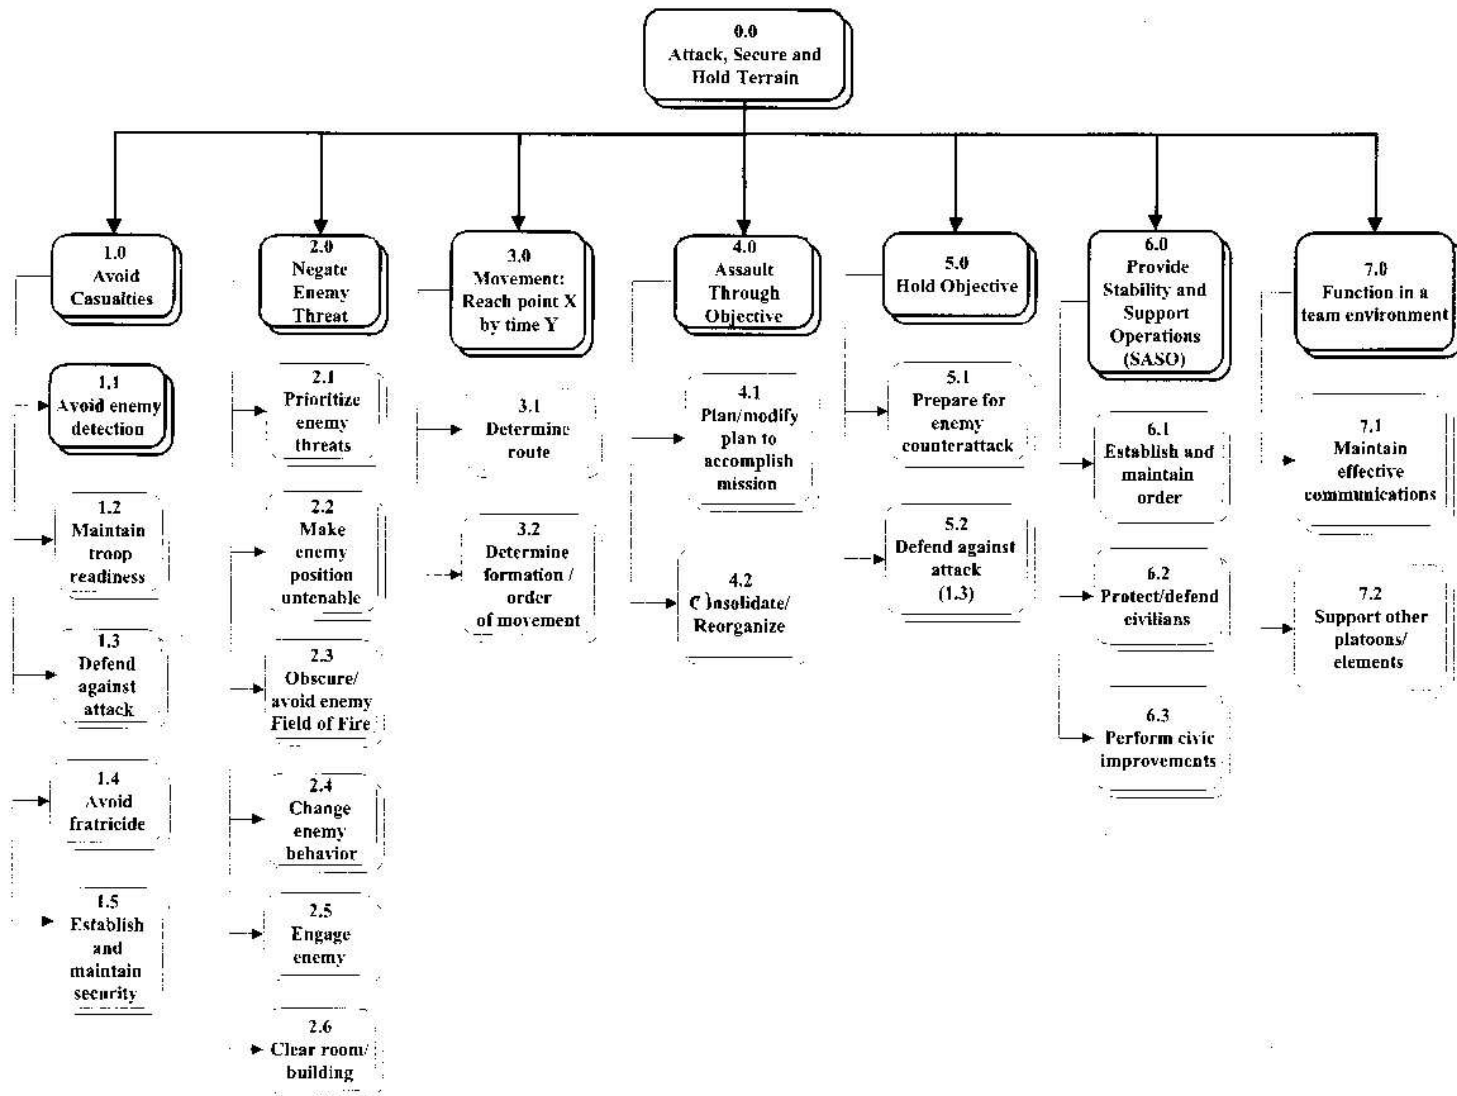 0.0
Attack, Secure and
Hold Terrain
1.0
Avoid
Casualties
2.0
Negate
Enemy
Threat
3.0
Movement:
Reach point X
by time Y
4.0
Assault
Through
Objective
5.0
Hold Objective
6.0
Provide
Stability and
Support
Operations
(SASO)
7.0
Function in a
team environment
1.1
Avoid enemy
detection
1.2
Maintain
troop
readiness
1.3
Defend
against
attack
1.4
Avoid
fratricide
1.5
Establish
and
maintain
security
2.1
Prioritize
enemy
threats
2.2
Make
enemy
position
untenable
2.3
Obscure/
avoid enemy
Field of Fire
2.4
Change
enemy
behavior
2.5
Engage
enemy
2.6
Clear room/
building
3.1
Determine
route
3.2
Determine
formation /
order
of movement
4.1
Plan/modify
plan to
accomplish
mission
4.2
Consolidate/
Reorganize
5.1
Prepare for
enemy
counterattack
5.2
Defend against
attack
(1.3)
6.1
Establish and
maintain
order
6.2
Protect/defend
civilians
6.3
Perform civic
improvements
7.1
Maintain
effective
communications
7.2
Support other
platoons/
elements